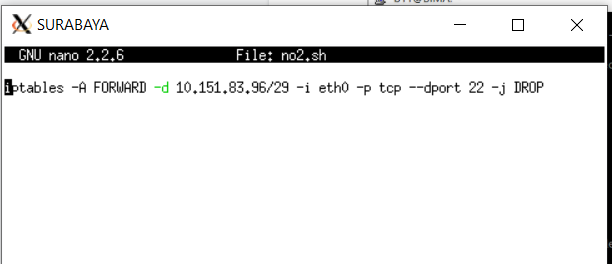 SURABAYA
GNU nano 2.2.6 File: no2.sh
iptables -A FORWARD -d 10.151.83.96/29 -i eth0 -p tcp --dport 22 -j DROP